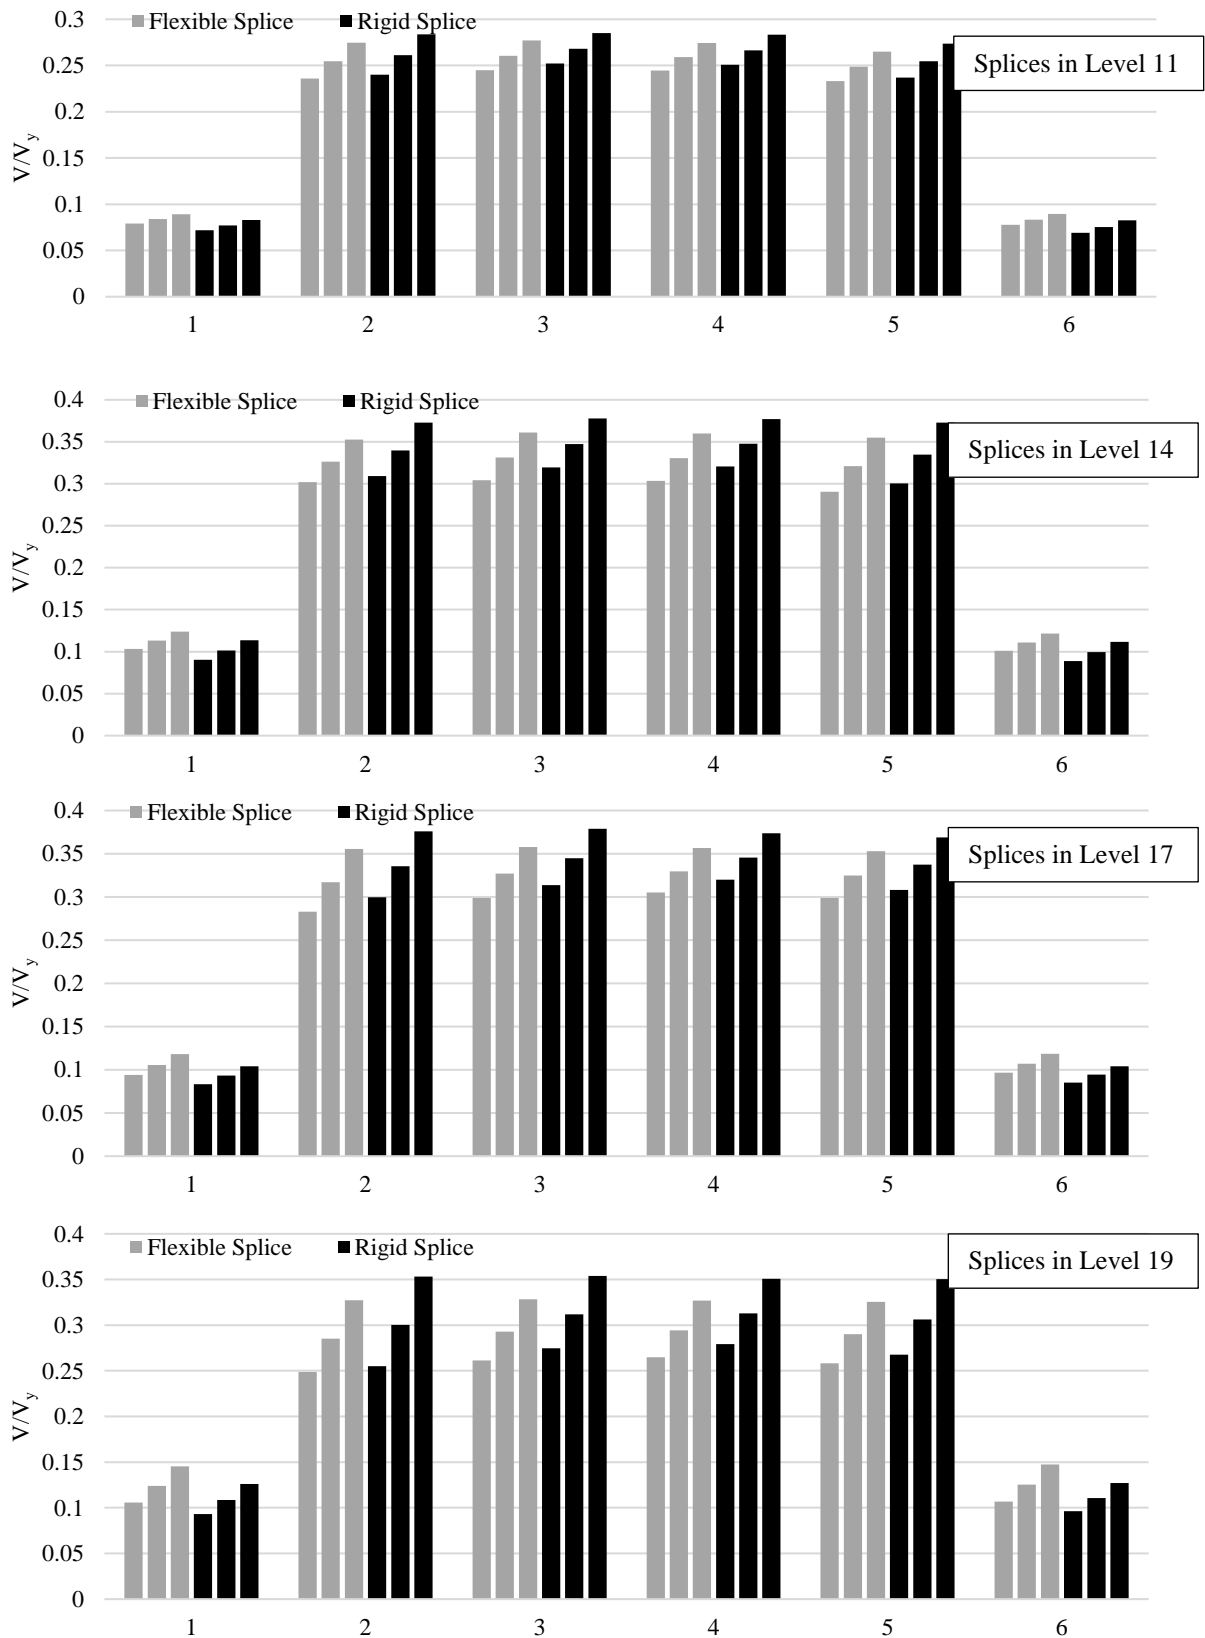 0.3
Flexible Splice Rigid Splice
0.25
Splices in Level 11
0.2
V/Vy
0.15
0.1
0.05
0
1 2 3 4 5 6
0.4
Flexible Splice Rigid Splice
0.35
Splices in Level 14
0.3
0.25
V/Vy
0.2
0.15
0.1
0.05
0
1 2 3 4 5 6
0.4
Flexible Splice Rigid Splice
0.35
Splices in Level 17
0.3
0.25
V/Vy
0.2
0.15
0.1
0.05
0
1 2 3 4 5 6
0.4
Flexible Splice Rigid Splice
Splices in Level 19
0.35
0.3
0.25
V/Vy
0.2
0.15
0.1
0.05
0
1 2 3 4 5 6